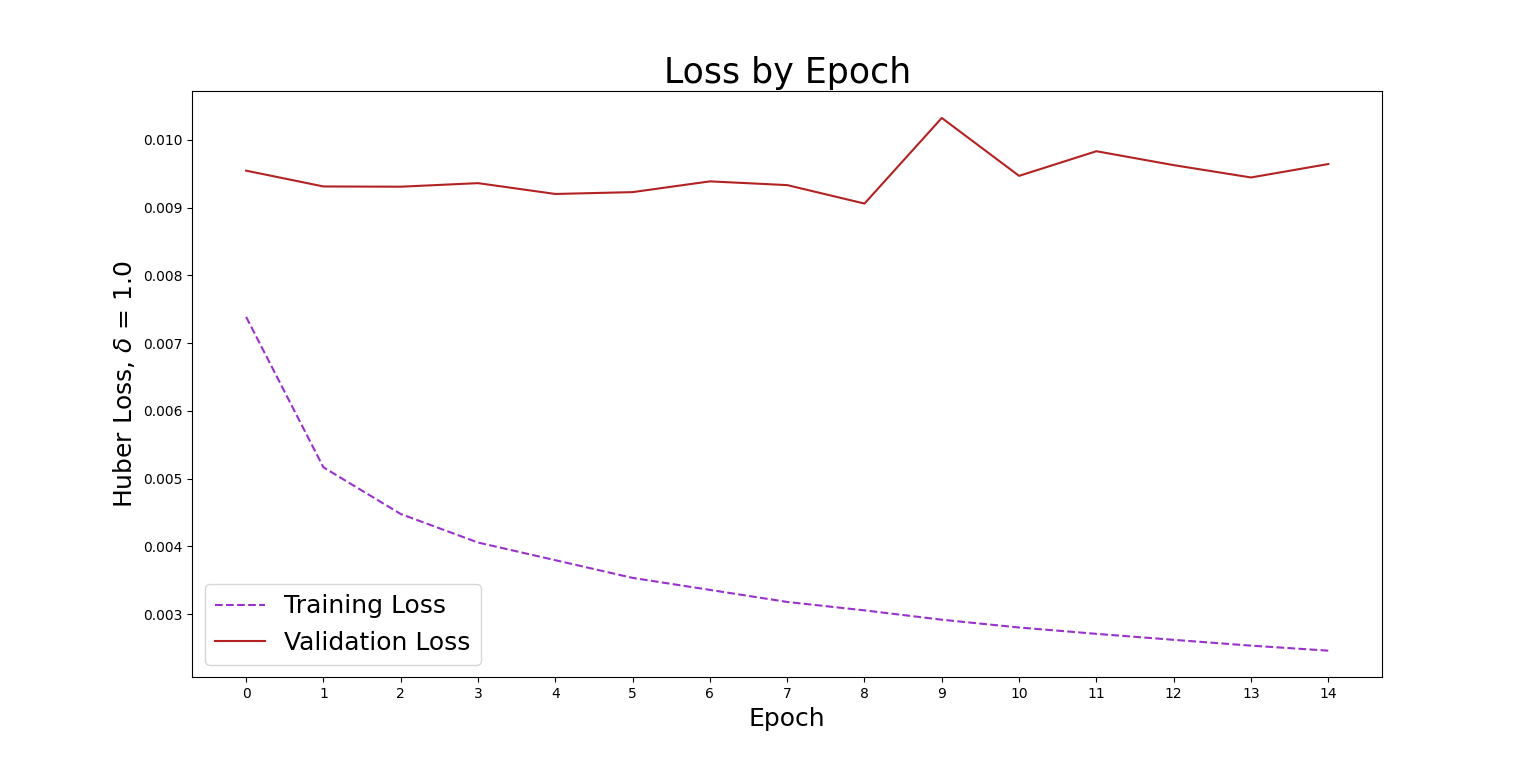 Loss by Epoch
Huber Loss, δ = 1.0
0.010
0.009
0.008
0.007
0.006
0.005
0.004
0.003
Training Loss
Validation Loss
0 1 2 3 4 5 6 7 8 9 10 11 12 13 14
Epoch